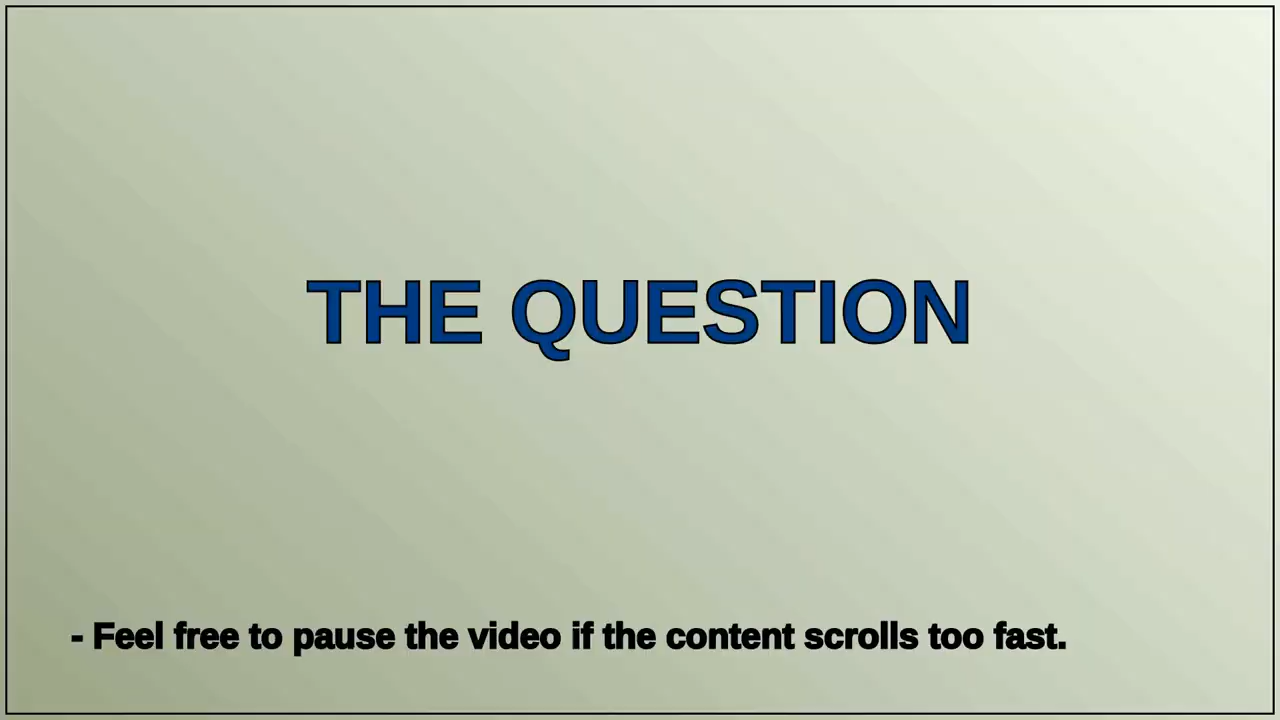 THE QUESTION
- Feel free to pause the video if the content scrolls too fast.